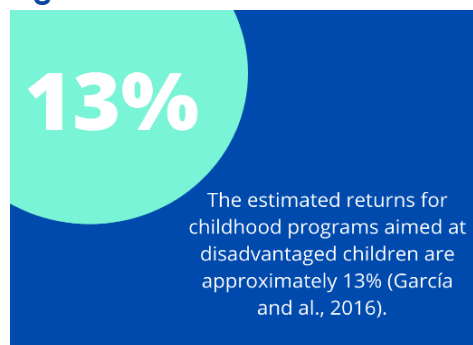 13%
The estimated returns for
childhood programs aimed at
disadvantaged children are
approximately 13% (García
and al., 2016).